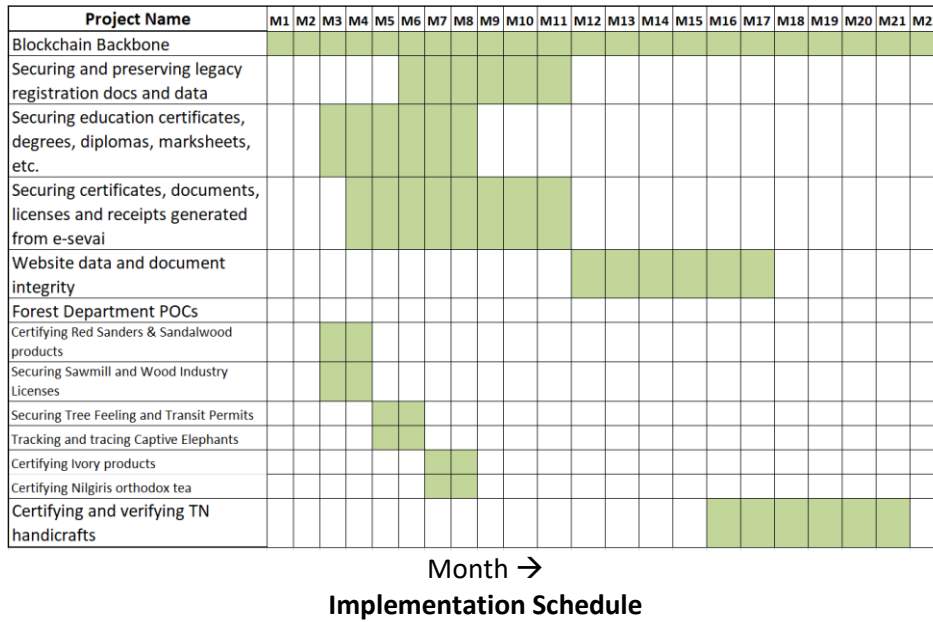 Project Name M1 M2 M3 M4 M5 M6 M7 M8 M9 M10 M11 M12 M13 M14 M15 M16 M17 M18 M19 M20 M21 M2
Blockchain Backbone
Securing and preserving legacy
registration docs and data
Securing education certificates,
degrees, diplomas, marksheets,
etc.
Securing certificates, documents,
licenses and receipts generated
from e-sevai
Website data and document
integrity
Forest Department POCs
Certifying Red Sanders & Sandalwood
products
Securing Sawmill and Wood Industry
Licenses
Securing Tree Feeling and Transit Permits
Tracking and tracing Captive Elephants
Certifying Ivory products
Certifying Nilgiris orthodox tea
Certifying and verifying TN
handicrafts
Month →
Implementation Schedule